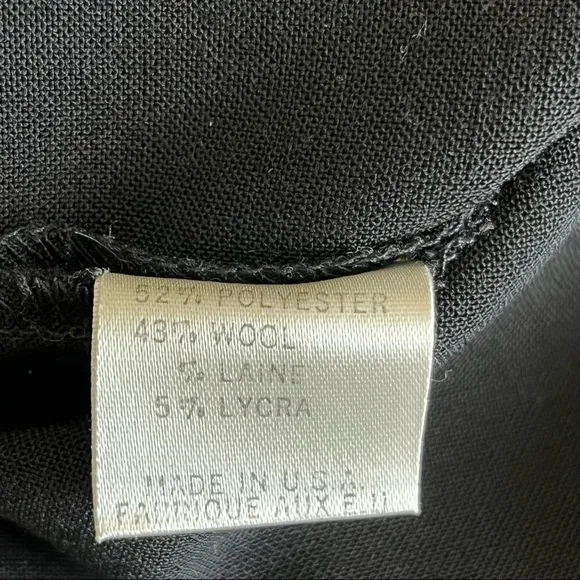 52% POLYESTER
43% WOOL
% LAINE
5% LYCRA
MADE IN U.S.A.
FABRIQUE AUX E.U.